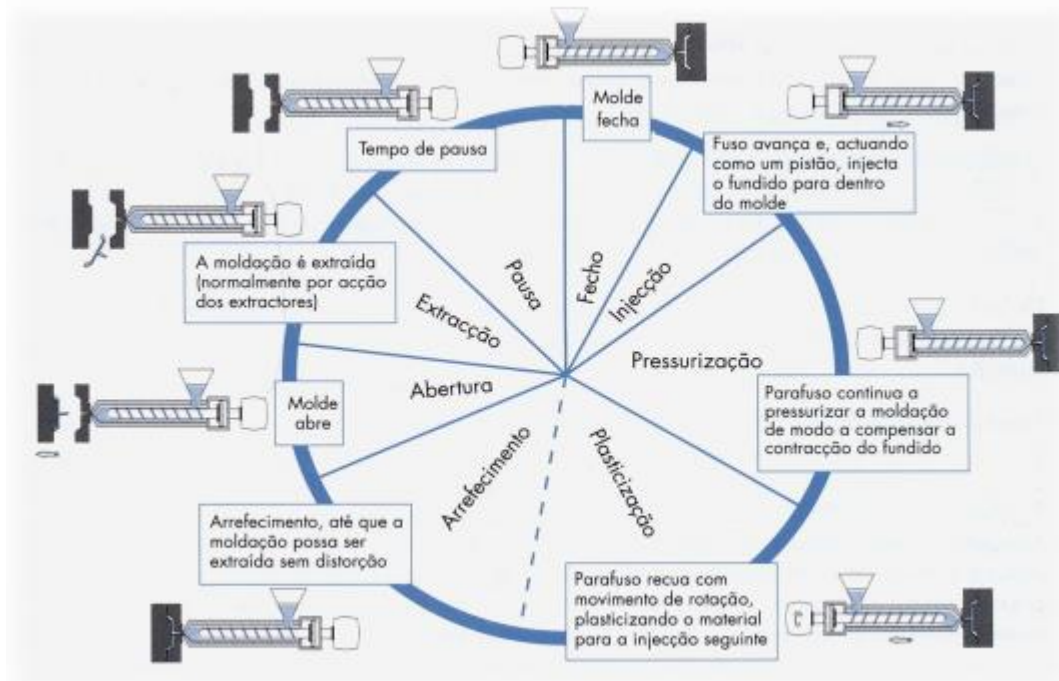 Molde
fecha
Fuso avança e, actuando
como um pistão, injecta
o fundido para dentro
do molde
Tempo de pausa
A moldação é extraída
(normalmente por acção
dos extractores)
Pausa
Fecho
Injecção
Extracção
Pressurização
Abertura
Molde
abre
Parafuso continua a
pressurizar a moldação
de modo a compensar a
contracção do fundido
Arrefecimento
Plasticização
Arrefecimento, até que a
moldação possa ser
extraída sem distorção
Parafuso recua com
movimento de rotação,
plasticizando o material
para a injecção seguinte